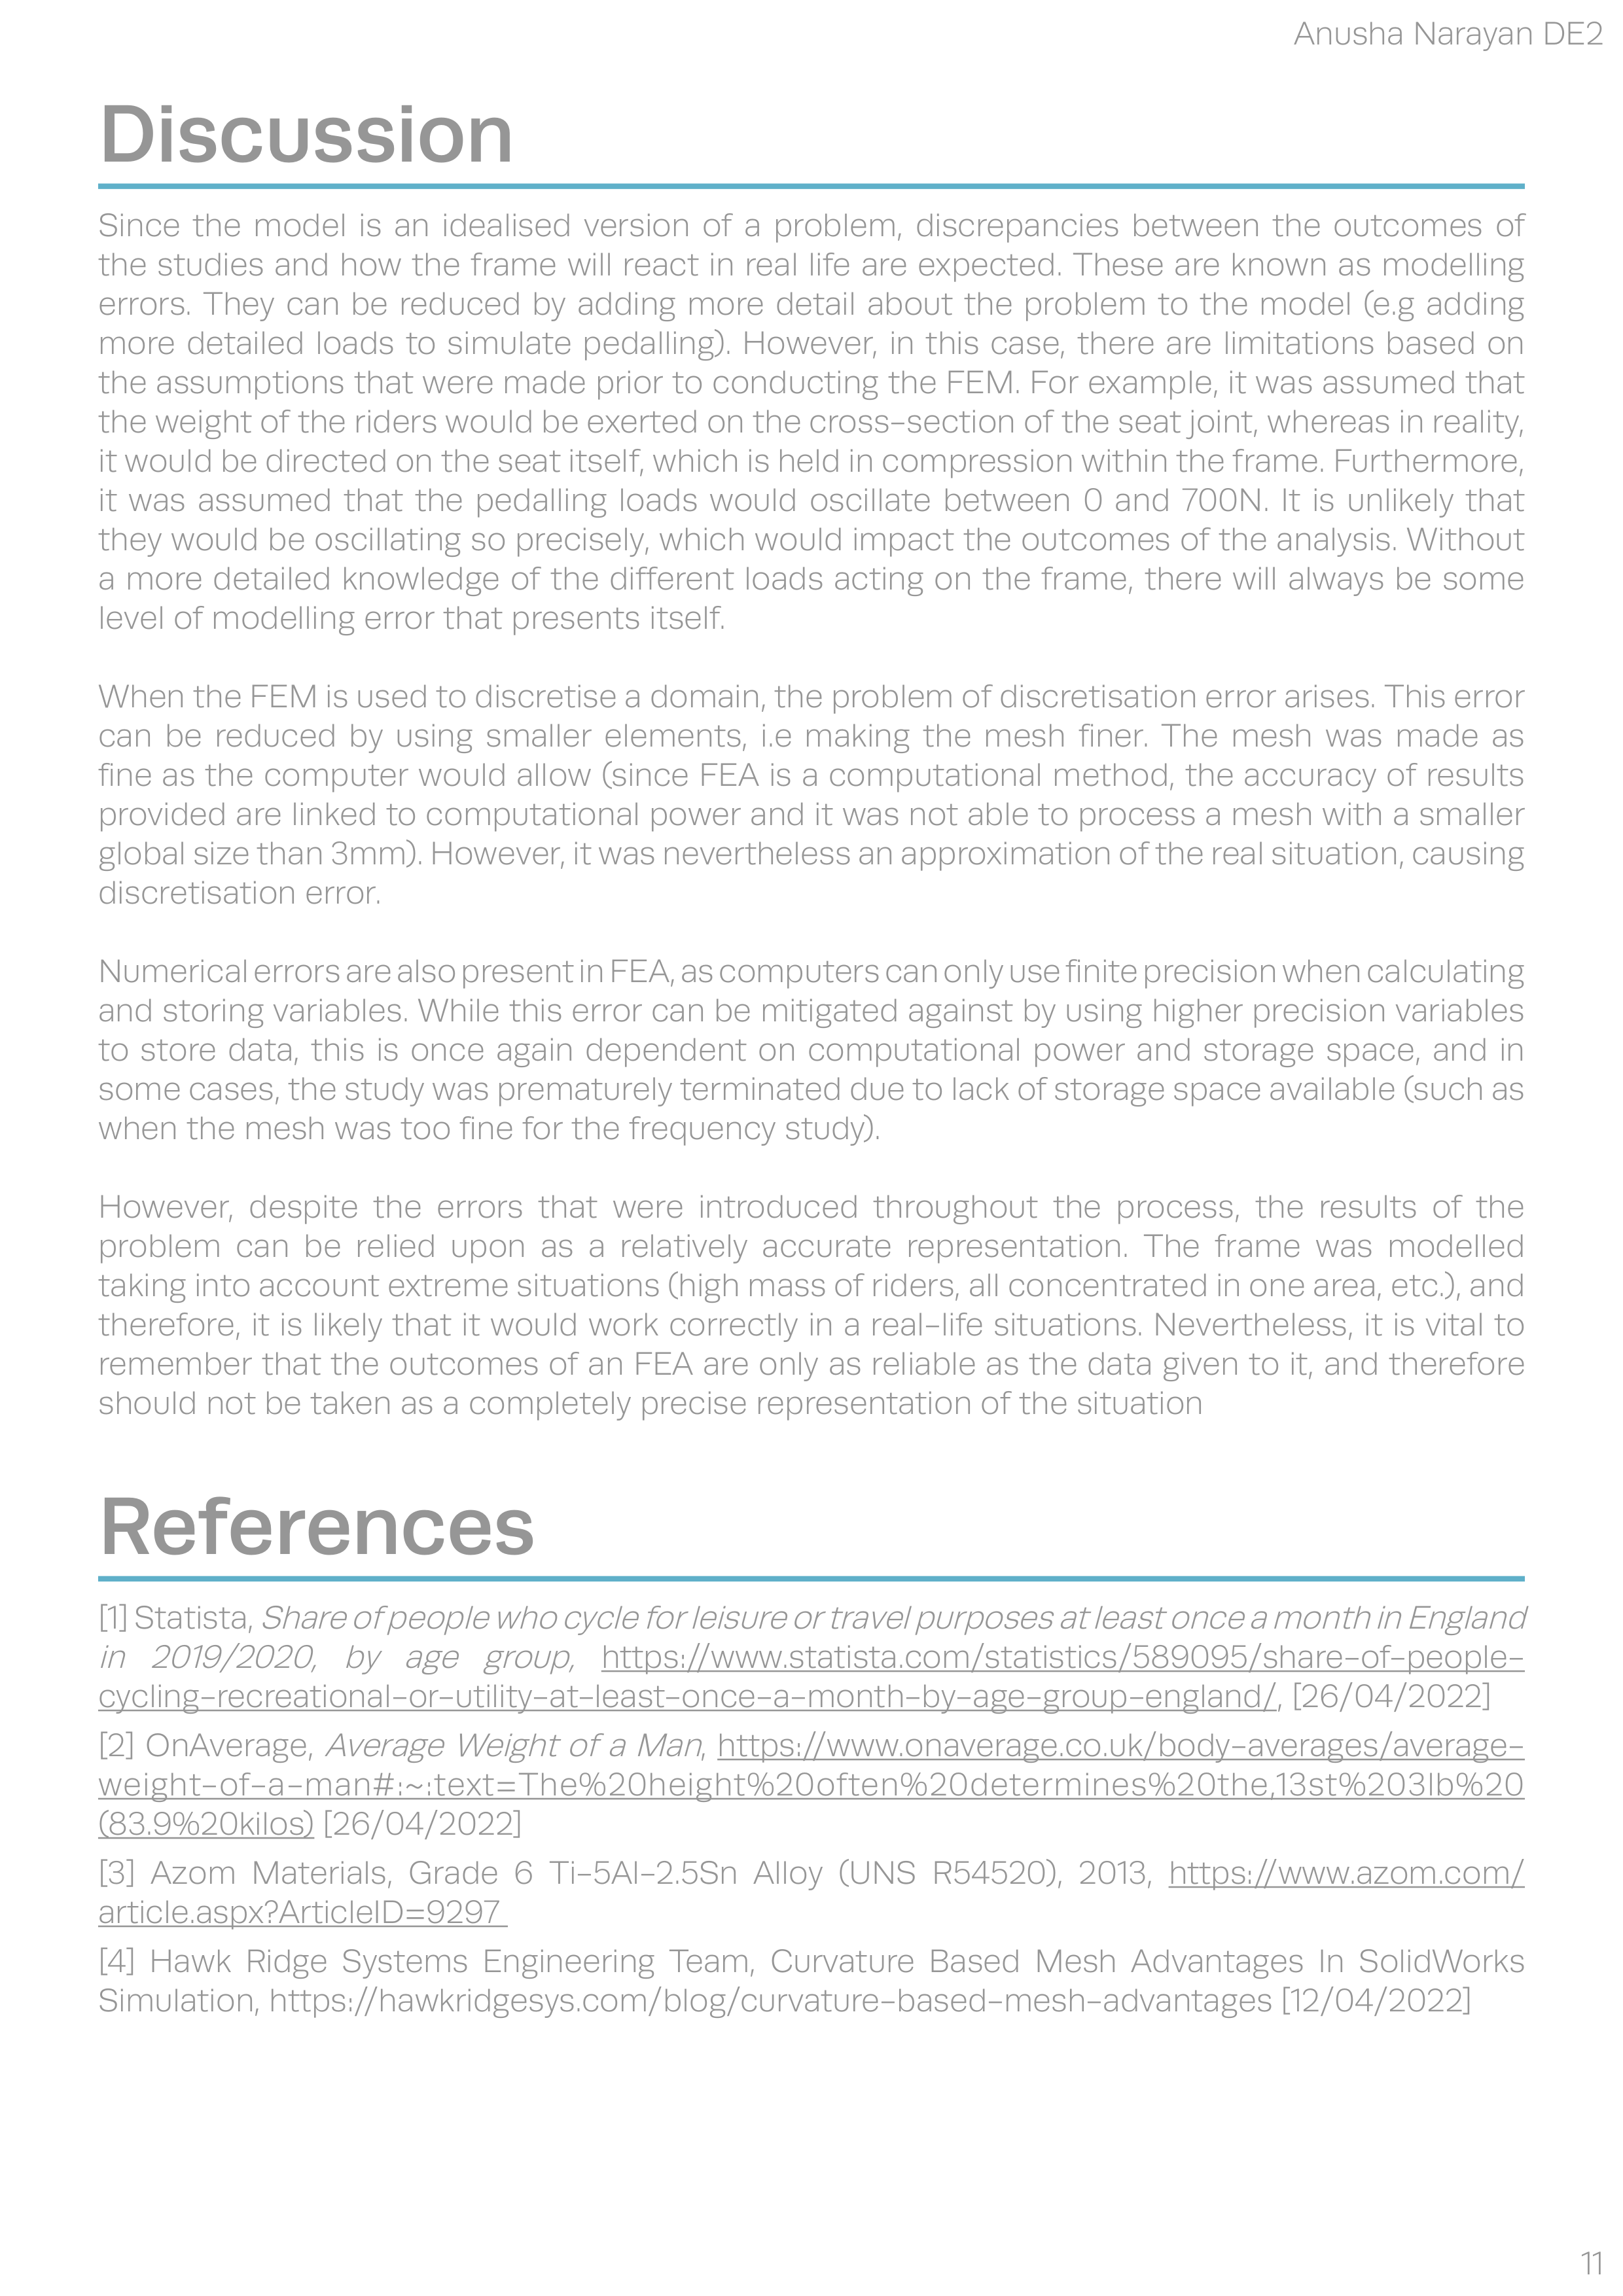 Anusha Narayan DE2
Discussion
Since the model is an idealised version of a problem, discrepancies between the outcomes of
the studies and how the frame will react in real life are expected. These are known as modelling
errors. They can be reduced by adding more detail about the problem to the model (e.g adding
more detailed loads to simulate pedalling). However, in this case, there are limitations based on
the assumptions that were made prior to conducting the FEM. For example, it was assumed that
the weight of the riders would be exerted on the cross-section of the seat joint, whereas in reality,
it would be directed on the seat itself, which is held in compression within the frame. Furthermore,
it was assumed that the pedalling loads would oscillate between 0 and 700N. It is unlikely that
they would be oscillating so precisely, which would impact the outcomes of the analysis. Without
a more detailed knowledge of the different loads acting on the frame, there will always be some
level of modelling error that presents itself.
When the FEM is used to discretise a domain, the problem of discretisation error arises. This error
can be reduced by using smaller elements, i.e making the mesh finer. The mesh was made as
fine as the computer would allow (since FEA is a computational method, the accuracy of results
provided are linked to computational power and it was not able to process a mesh with a smaller
global size than 3mm). However, it was nevertheless an approximation of the real situation, causing
discretisation error.
Numerical errors are also present in FEA, as computers can only use finite precision when calculating
and storing variables. While this error can be mitigated against by using higher precision variables
to store data, this is once again dependent on computational power and storage space, and in
some cases, the study was prematurely terminated due to lack of storage space available (such as
when the mesh was too fine for the frequency study).
However, despite the errors that were introduced throughout the process, the results of the
problem can be relied upon as a relatively accurate representation. The frame was modelled
taking into account extreme situations (high mass of riders, all concentrated in one area, etc.), and
therefore, it is likely that it would work correctly in a real-life situations. Nevertheless, it is vital to
remember that the outcomes of an FEA are only as reliable as the data given to it, and therefore
should not be taken as a completely precise representation of the situation
References
[1] Statista, Share of people who cycle for leisure or travel purposes at least once a month in England
in 2019/2020, by age group, https://www.statista.com/statistics/589095/share-of-people-
cycling-recreational-or-utility-at-least-once-a-month-by-age-group-england/, [26/04/2022]
[2] OnAverage, Average Weight of a Man, https://www.onaverage.co.uk/body-averages/average-
weight-of-a-man#:~:text=The%20height%20often%20determines%20the,13st%203lb%20
(83.9%20kilos) [26/04/2022]
[3] Azom Materials, Grade 6 Ti-5Al-2.5Sn Alloy (UNS R54520), 2013, https://www.azom.com/
article.aspx?ArticleID=9297
[4] Hawk Ridge Systems Engineering Team, Curvature Based Mesh Advantages In SolidWorks
Simulation, https://hawkridgesys.com/blog/curvature-based-mesh-advantages [12/04/2022]
11